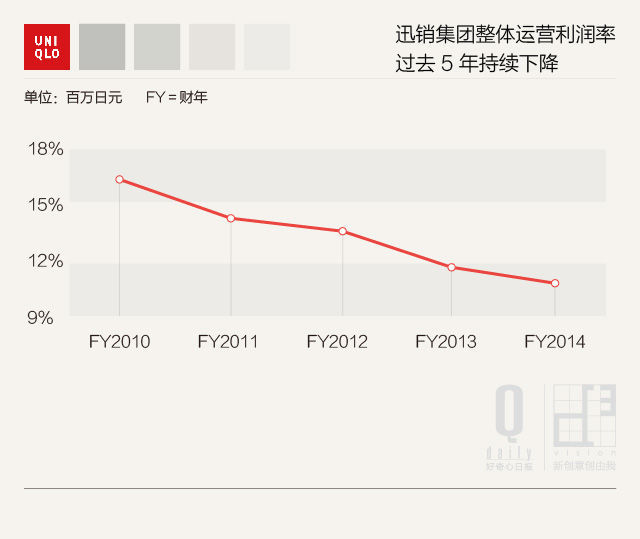 UNI
QLO
迅销集团整体运营利润率
过去 5 年持续下降
单位：百万日元 FY = 财年
18%
15%
12%
9%
FY2010 FY2011 FY2012 FY2013 FY2014
Q
daily
好奇心日报
vision
新创意创由我